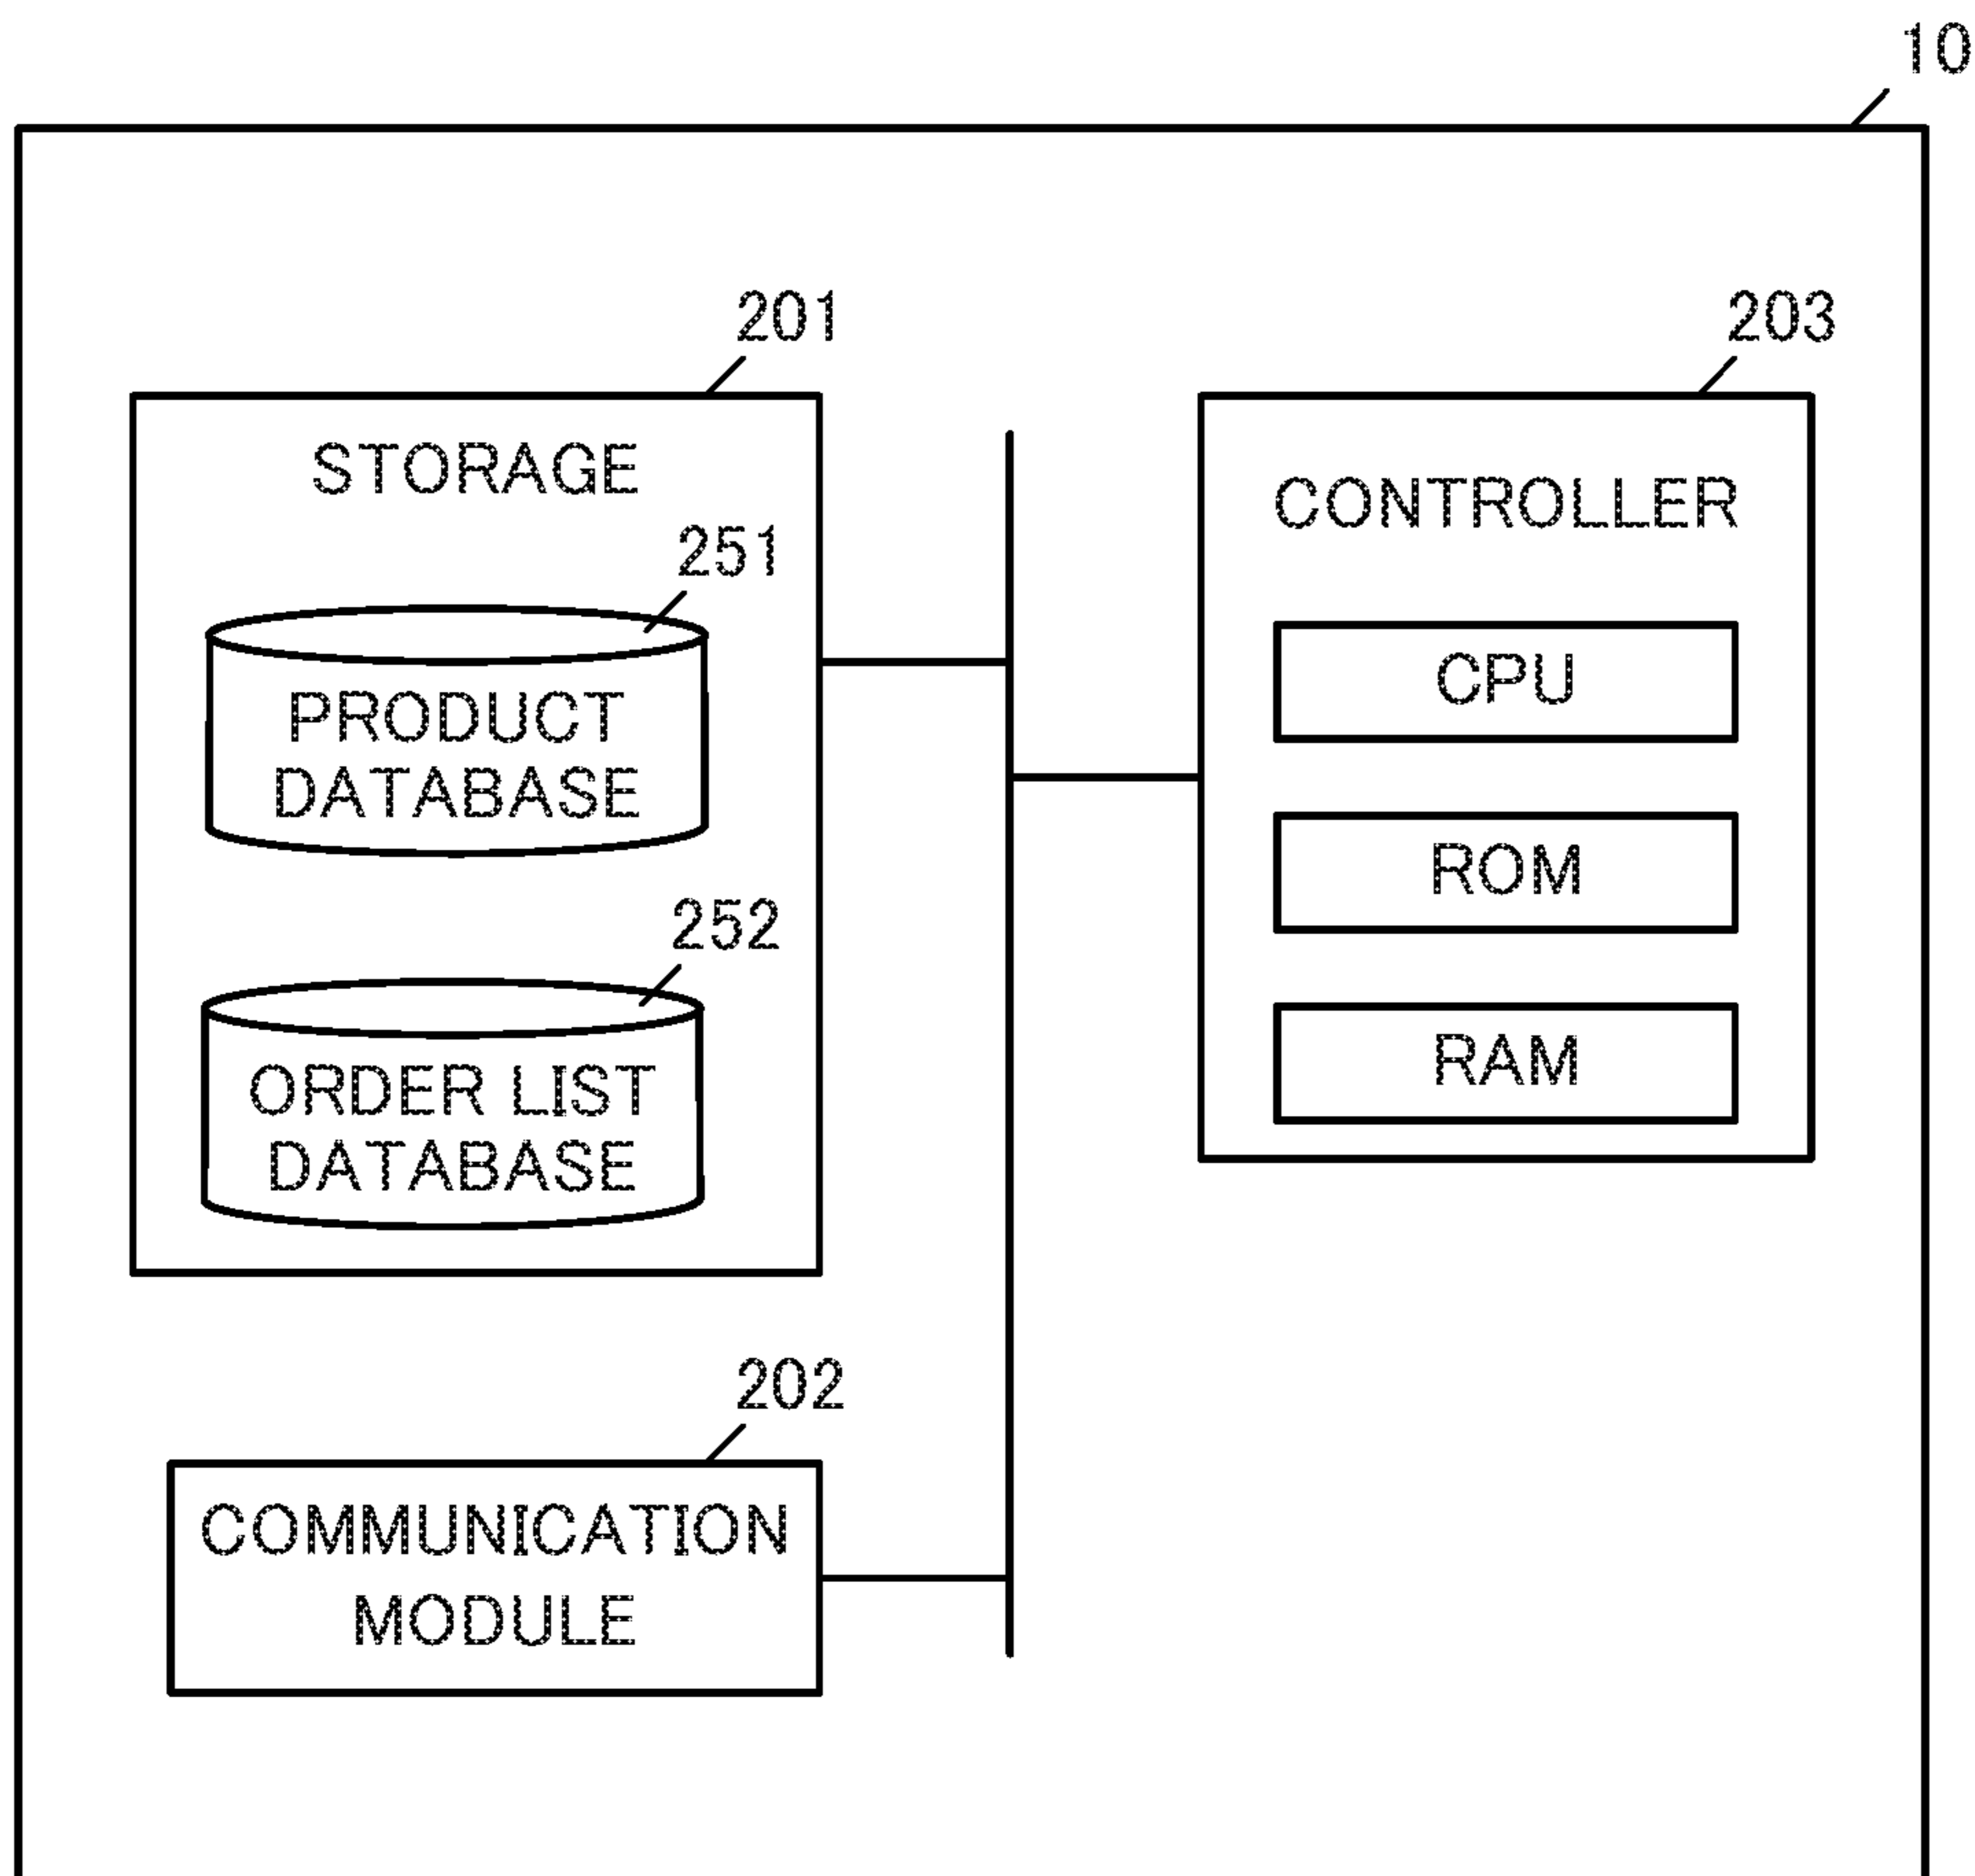 10
201
STORAGE
251
PRODUCT
DATABASE
252
ORDER LIST
DATABASE
202
COMMUNICATION
MODULE
203
CONTROLLER
CPU
ROM
RAM